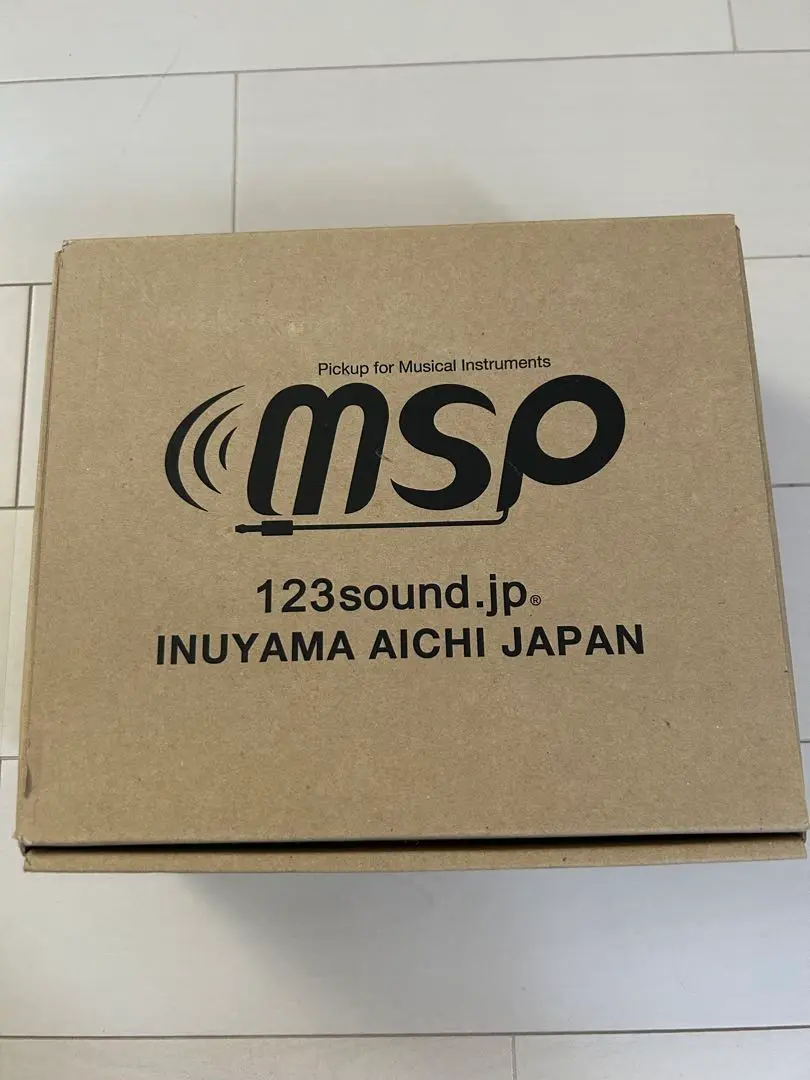 Pickup for Musical Instruments
msp
123sound.jp®
INUYAMA AICHI JAPAN